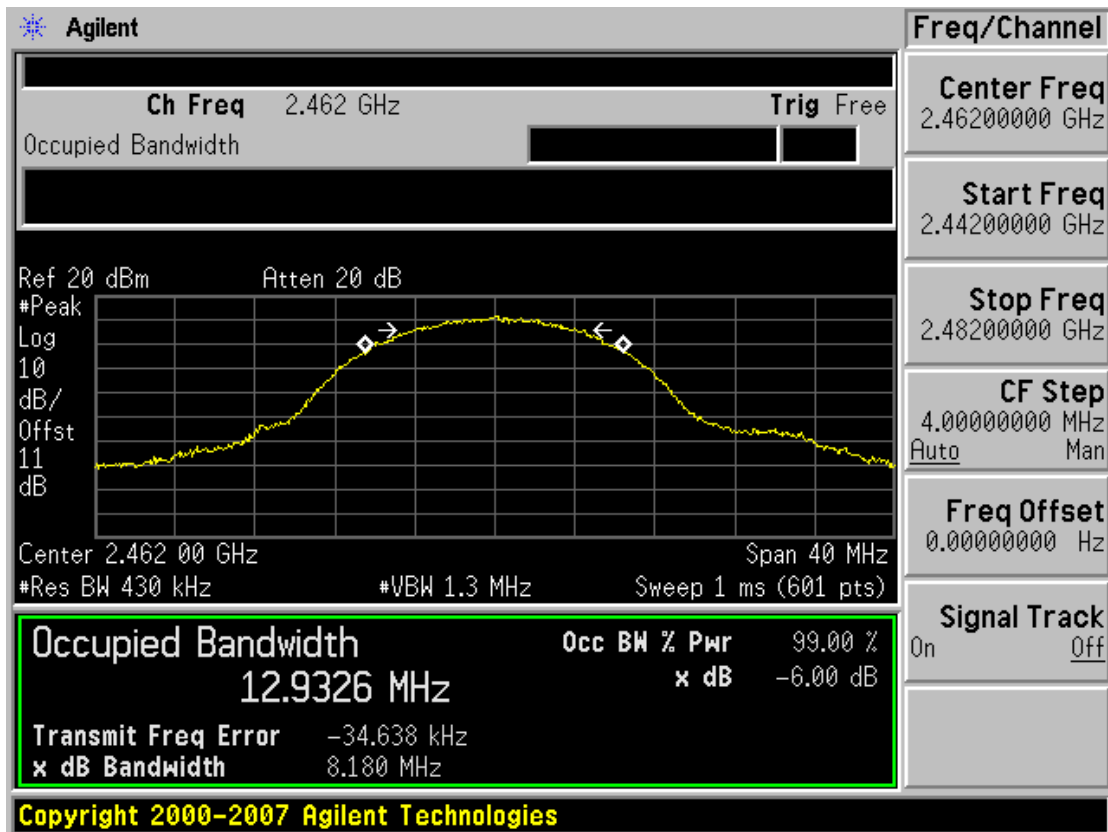 Agilent
Freq/Channel
Ch Freq 2.462 GHz Trig Free
Occupied Bandwidth
Center Freq
2.46200000 GHz
Start Freq
2.44200000 GHz
Stop Freq
2.48200000 GHz
CF Step
4.00000000 MHz
Auto Man
Freq Offset
0.00000000 Hz
Signal Track
On Off
Ref 20 dBm Atten 20 dB
#Peak
Log
10
dB/
Offst
11
dB
Center 2.462 00 GHz Span 40 MHz
#Res BW 430 kHz #VBW 1.3 MHz Sweep 1 ms (601 pts)
Occupied Bandwidth
12.9326 MHz
Occ BW % Pwr 99.00 %
x dB -6.00 dB
Transmit Freq Error -34.638 kHz
x dB Bandwidth 8.180 MHz
Copyright 2000-2007 Agilent Technologies